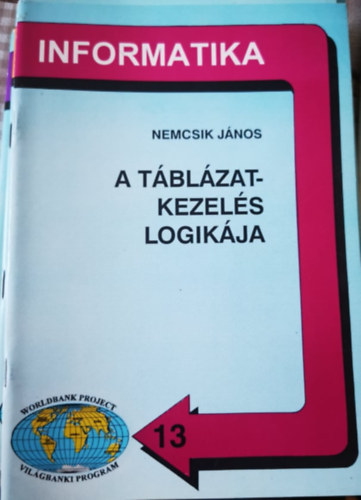 INFORMATIKA
NEMCSIK JÁNOS
A TÁBLÁZAT-
KEZELÉS
LOGIKÁJA
WORLDBANK PROJECT
VILÁGBANKI PROGRAM
13